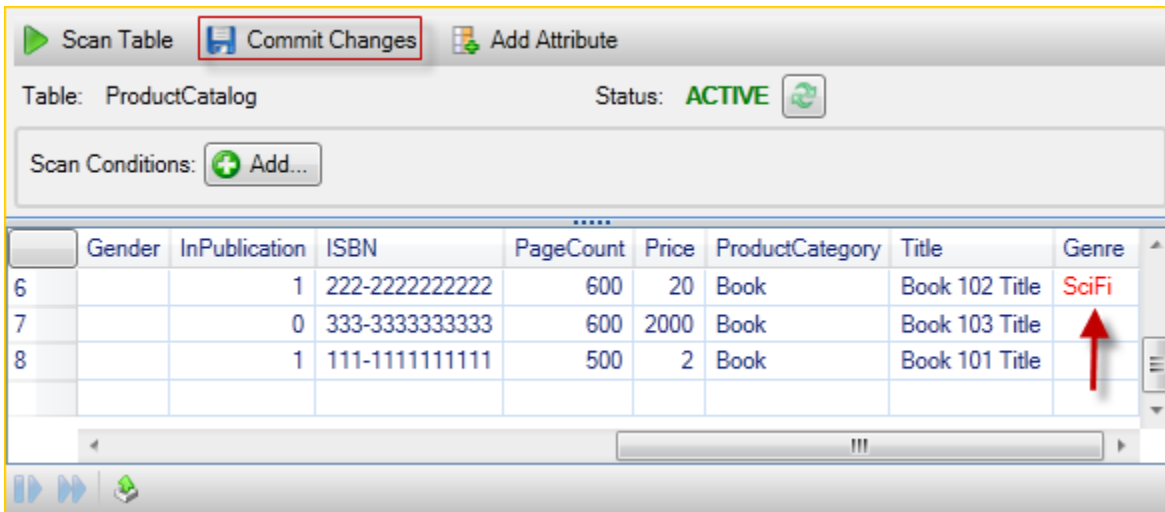 Scan Table Commit Changes Add Attribute
Table: ProductCatalog Status: ACTIVE
Scan Conditions: Add...
Gender InPublication ISBN PageCount Price ProductCategory Title Genre
6 1 222-2222222222 600 20 Book Book 102 Title SciFi
7 0 333-3333333333 600 2000 Book Book 103 Title
8 1 111-1111111111 500 2 Book Book 101 Title